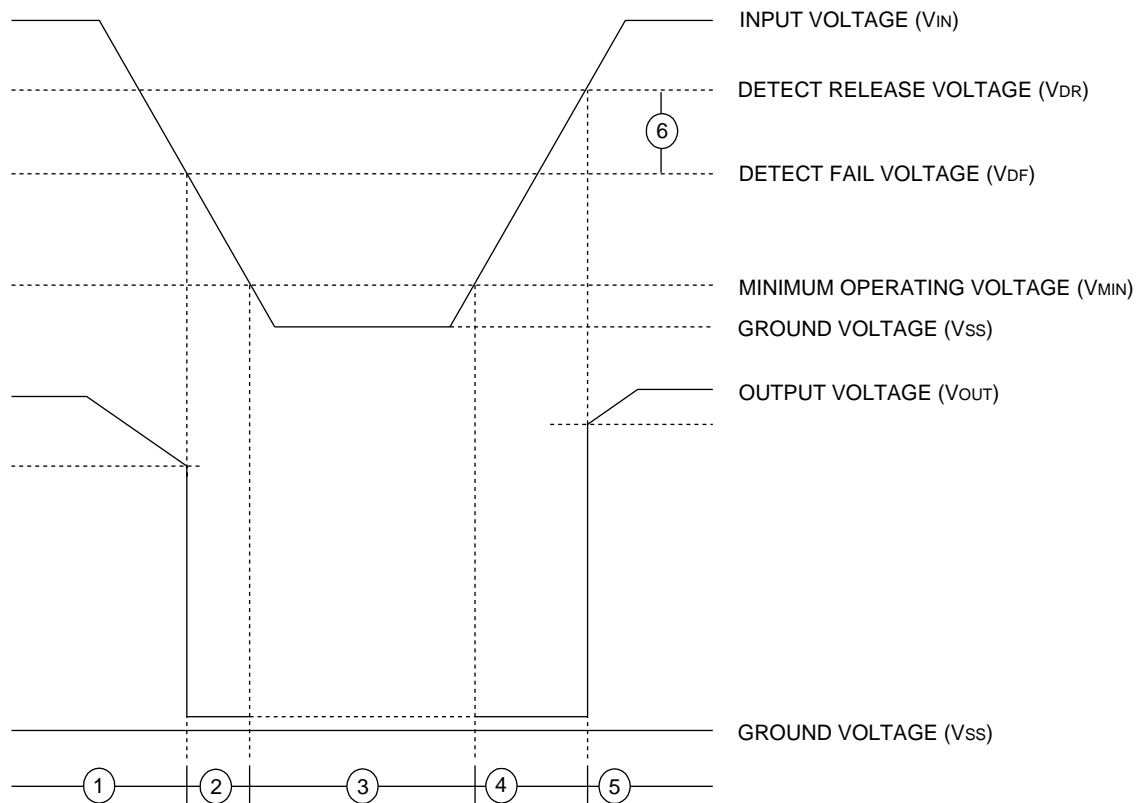 INPUT VOLTAGE (VIN)
DETECT RELEASE VOLTAGE (VDR)
6
DETECT FAIL VOLTAGE (VDF)
MINIMUM OPERATING VOLTAGE (VMIN)
GROUND VOLTAGE (VSS)
OUTPUT VOLTAGE (VOUT)
GROUND VOLTAGE (VSS)
1 2 3 4 5